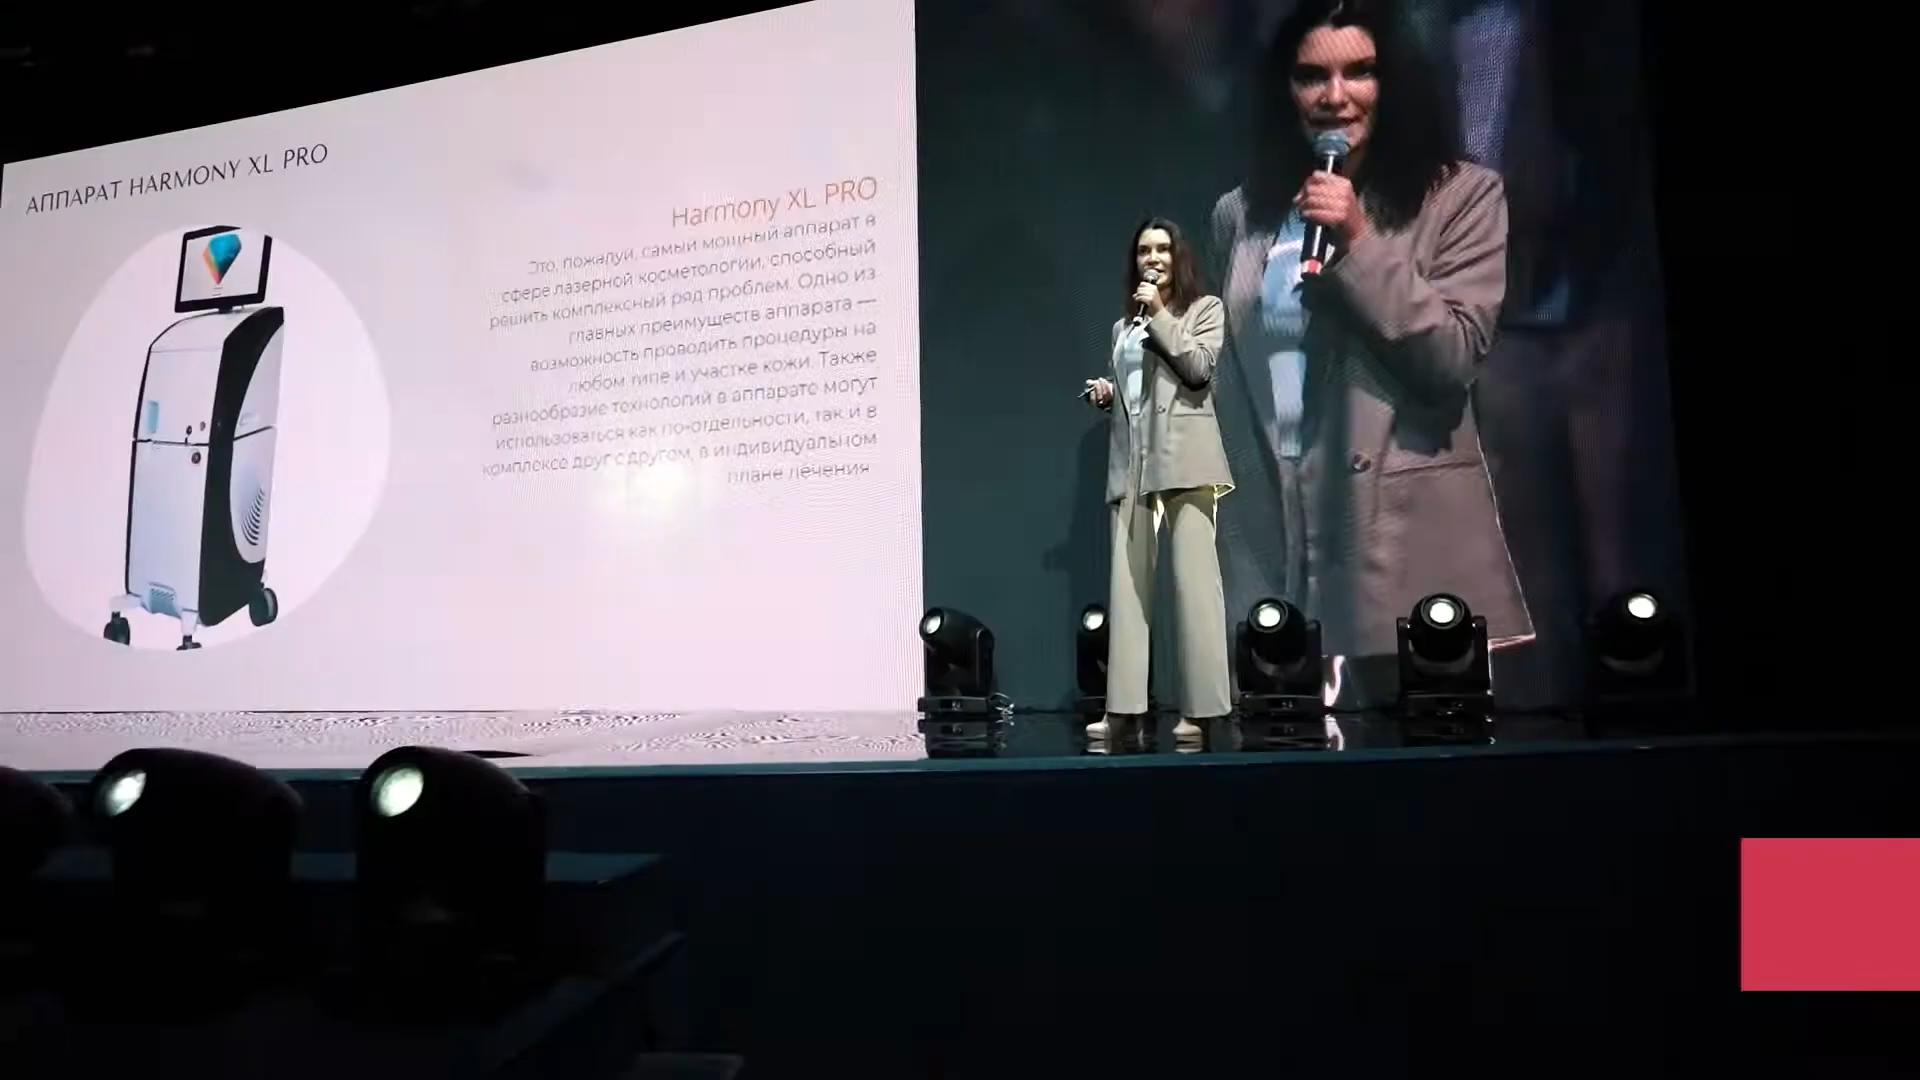 АППАРАТ HARMONY XL PRO
Harmony XL PRO
Это, пожалуй, самый мощный аппарат в
сфере лазерной косметологии, способный
решить комплексный ряд проблем. Одно из
главных преимуществ аппарата —
возможность проводить процедуры на
любом типе и участке кожи. Также
разнообразие технологий в аппарате могут
использоваться как по-отдельности, так и в
комплексе друг с другом, в индивидуальном
плане лечения